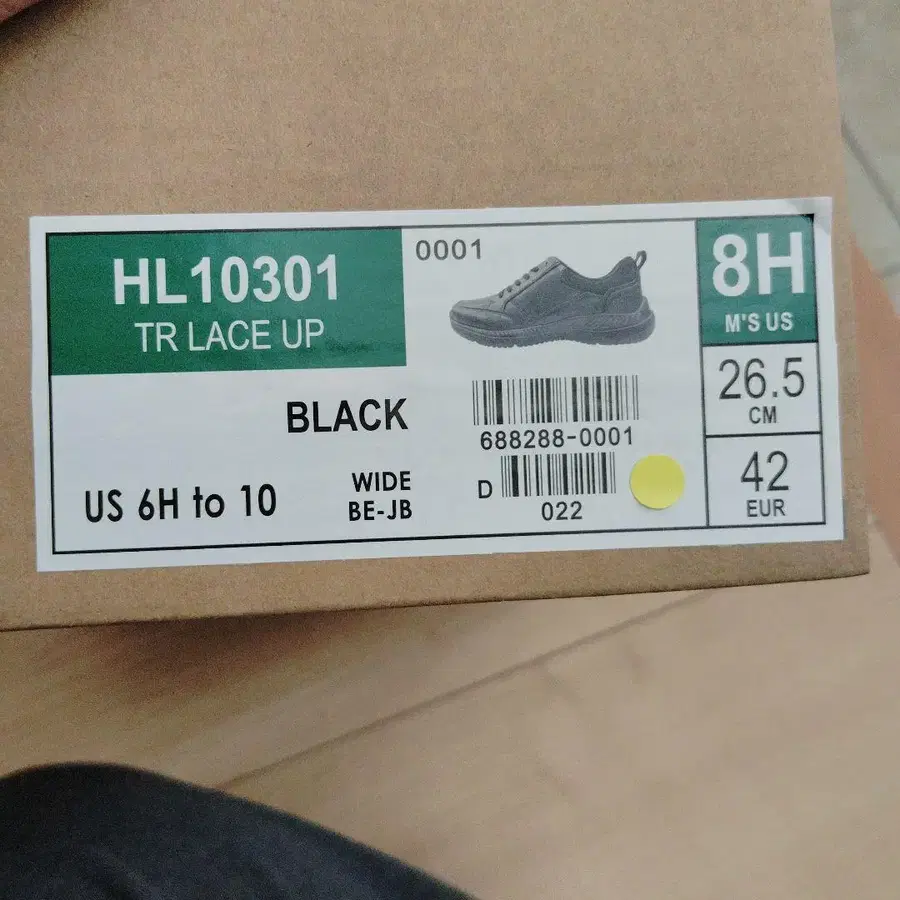 HL10301
TR LACE UP
0001
BLACK
688288-0001
US 6H to 10
WIDE
BE-JB
D
022
8H
M'S US
26.5
CM
42
EUR